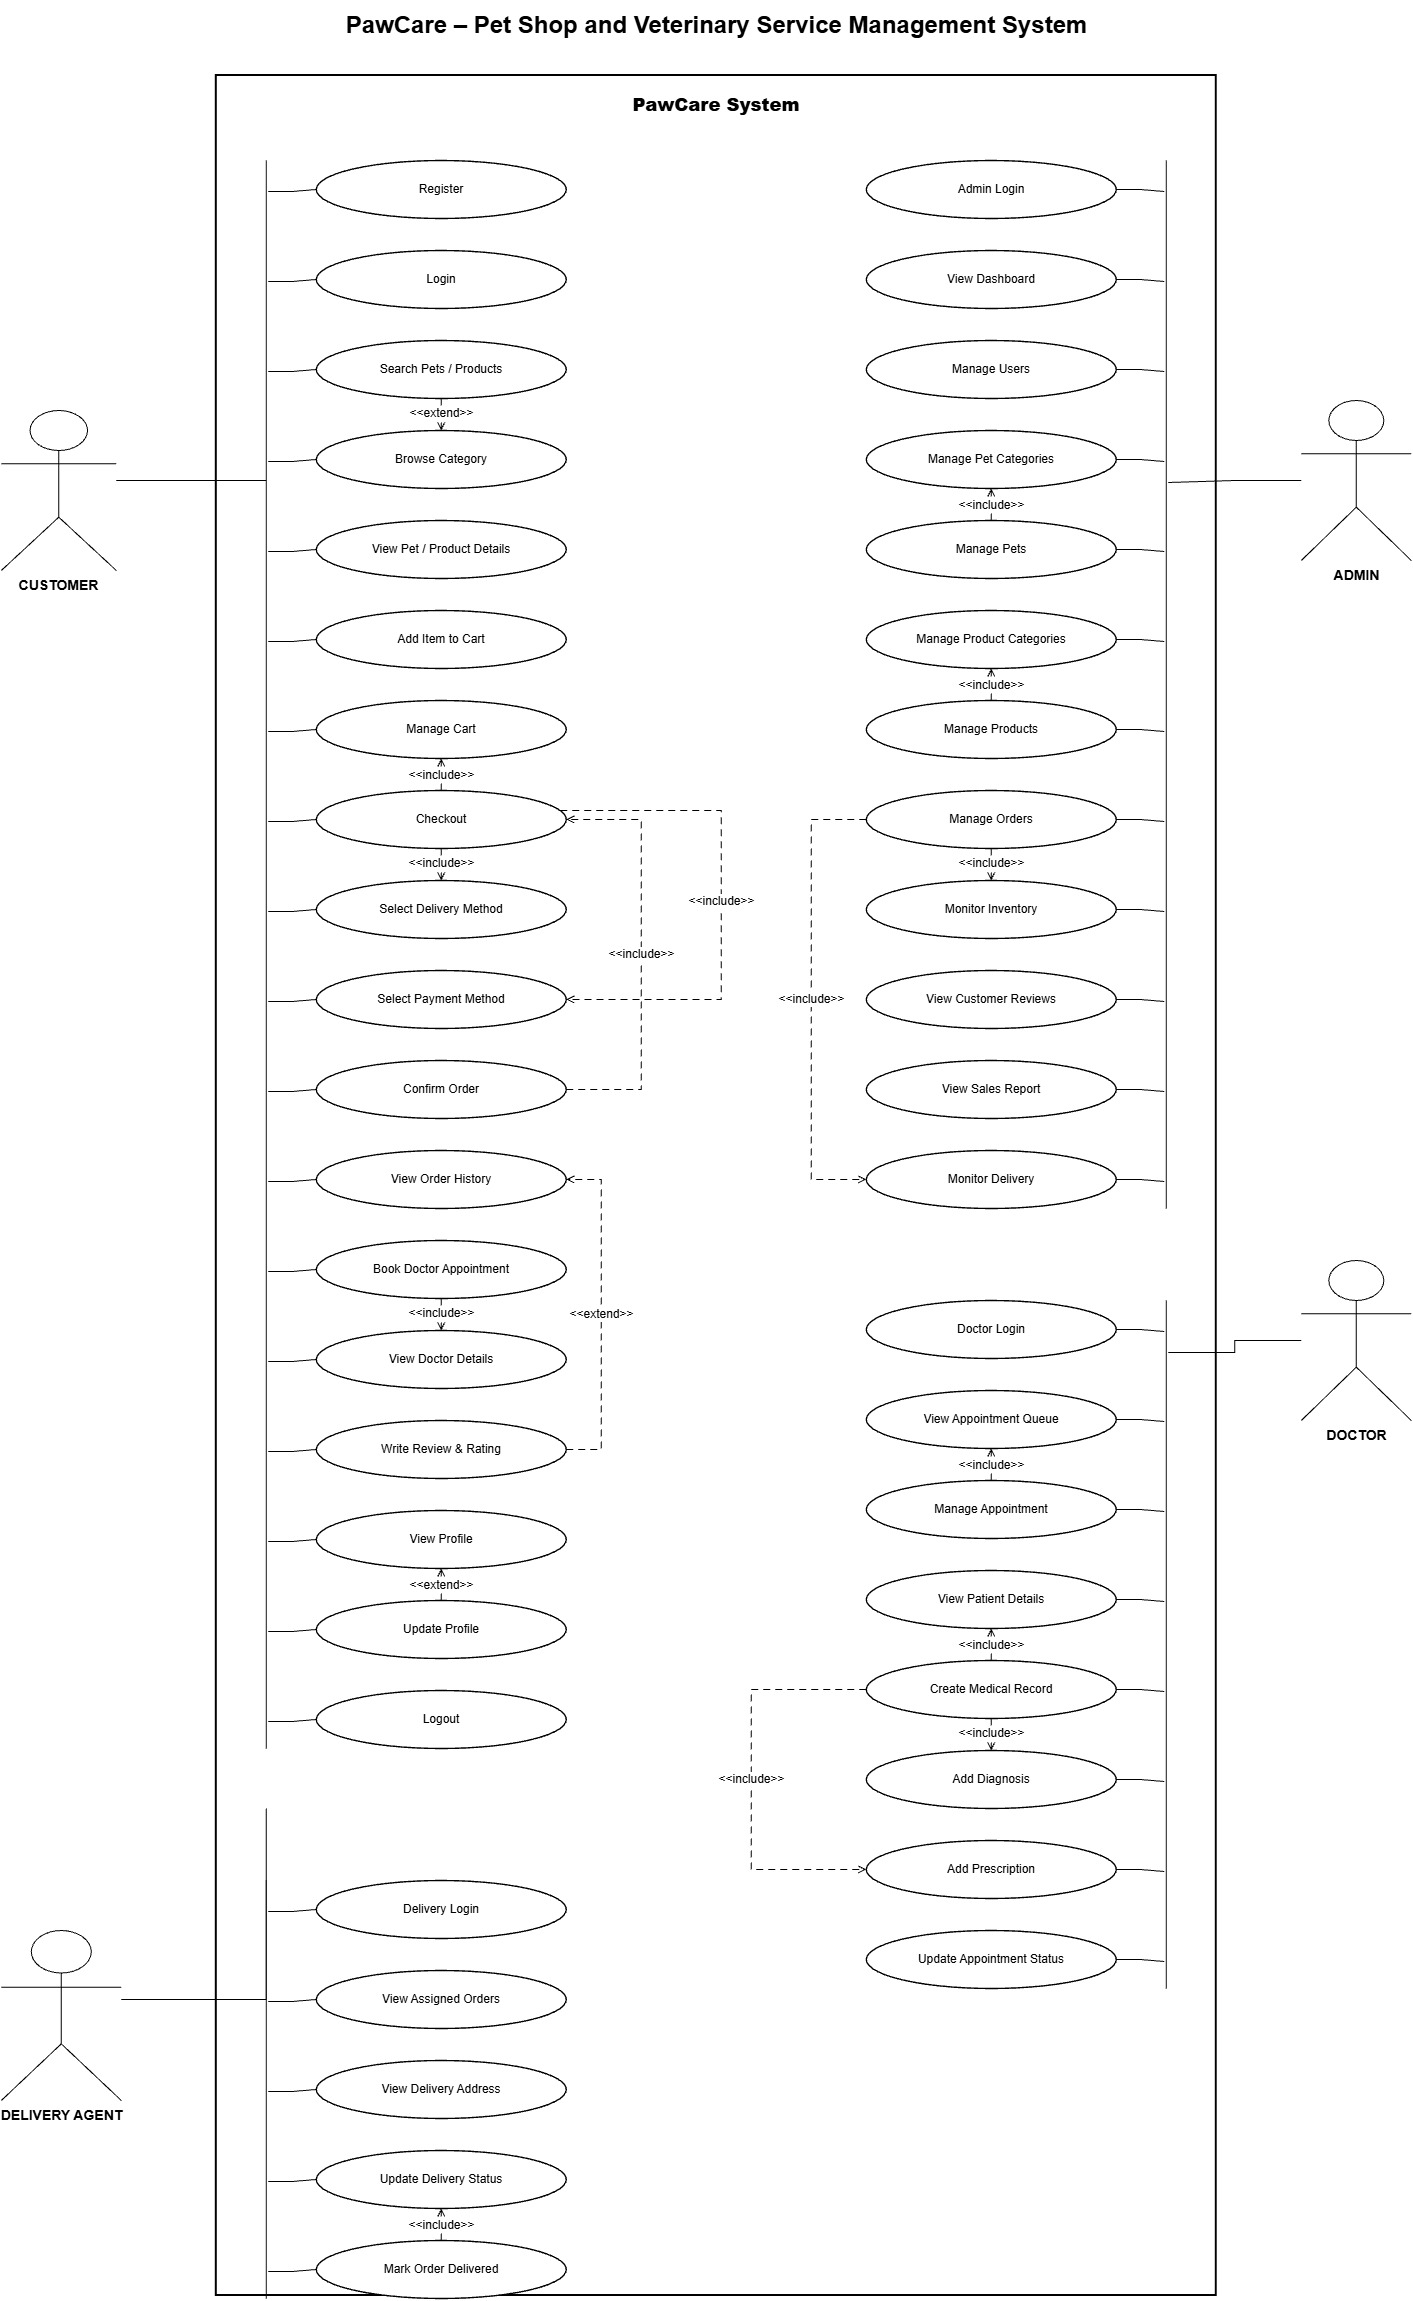 PawCare – Pet Shop and Veterinary Service Management System
PawCare System
Register
Login
Search Pets / Products
<<extend>>
Browse Category
View Pet / Product Details
Add Item to Cart
Manage Cart
<<include>>
Checkout
<<include>>
Select Delivery Method
<<include>>
<<include>>
Select Payment Method
Confirm Order
View Order History
Book Doctor Appointment
<<include>>
<<extend>>
View Doctor Details
Write Review & Rating
View Profile
<<extend>>
Update Profile
Logout
CUSTOMER
Delivery Login
View Assigned Orders
View Delivery Address
Update Delivery Status
<<include>>
Mark Order Delivered
DELIVERY AGENT
Admin Login
View Dashboard
Manage Users
Manage Pet Categories
<<include>>
Manage Pets
Manage Product Categories
<<include>>
Manage Products
Manage Orders
<<include>>
Monitor Inventory
<<include>>
View Customer Reviews
View Sales Report
Monitor Delivery
ADMIN
Doctor Login
View Appointment Queue
<<include>>
Manage Appointment
View Patient Details
<<include>>
Create Medical Record
<<include>>
<<include>>
Add Diagnosis
Add Prescription
Update Appointment Status
DOCTOR